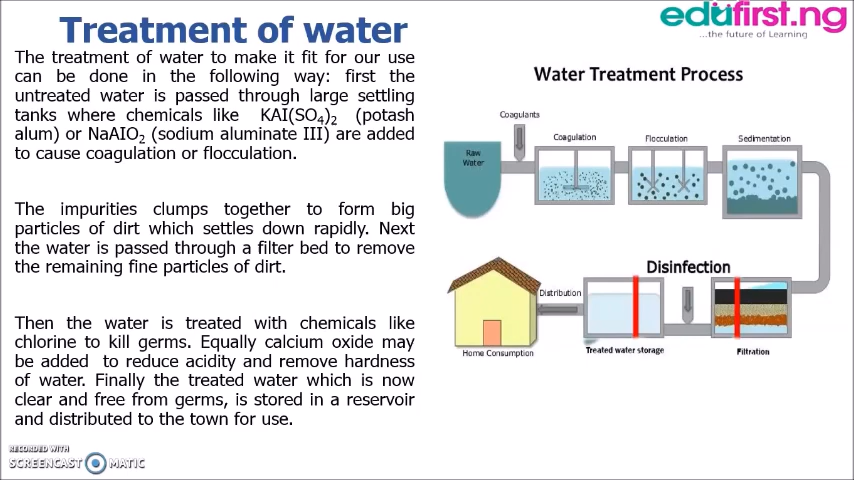 Treatment of water
The treatment of water to make it fit for our use
can be done in the following way: first the
untreated water is passed through large settling
tanks where chemicals like KAI(SO₄)₂ (potash
alum) or NaAIO₂ (sodium aluminate III) are added
to cause coagulation or flocculation.
The impurities clumps together to form big
particles of dirt which settles down rapidly. Next
the water is passed through a filter bed to remove
the remaining fine particles of dirt.
Then the water is treated with chemicals like
chlorine to kill germs. Equally calcium oxide may
be added to reduce acidity and remove hardness
of water. Finally the treated water which is now
clear and free from germs, is stored in a reservoir
and distributed to the town for use.
edufirst.ng
...the future of Learning
Water Treatment Process
Coagulants
Coagulation
Flocculation
Sedimentation
Raw
Water
Disinfection
Distribution
Home Consumption
Treated water storage
Filtration
RECORDED WITH
SCREENCAST MATIC